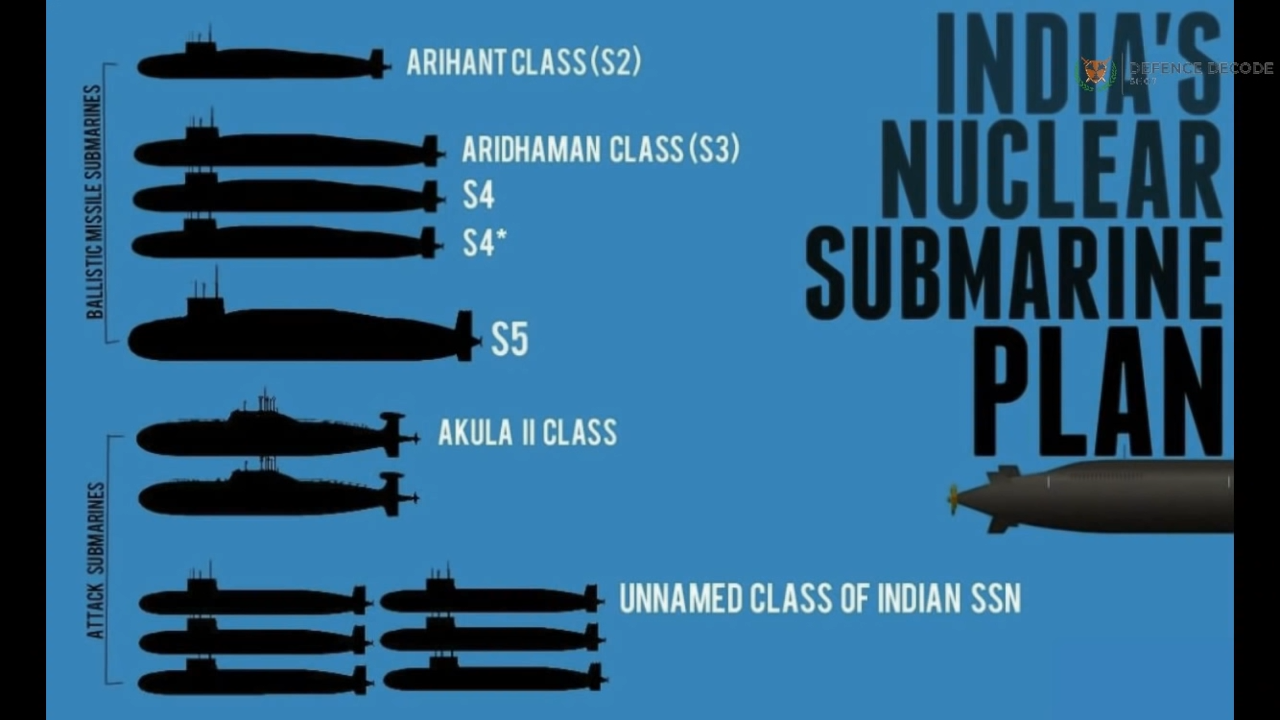 INDIA'S
NUCLEAR
SUBMARINE
PLAN
DEFENCE DECODE
BALLISTIC MISSILE SUBMARINES
ARIHANT CLASS (S2)
ARIDHAMAN CLASS (S3)
S4
S4*
S5
ATTACK SUBMARINES
AKULA II CLASS
UNNAMED CLASS OF INDIAN SSN